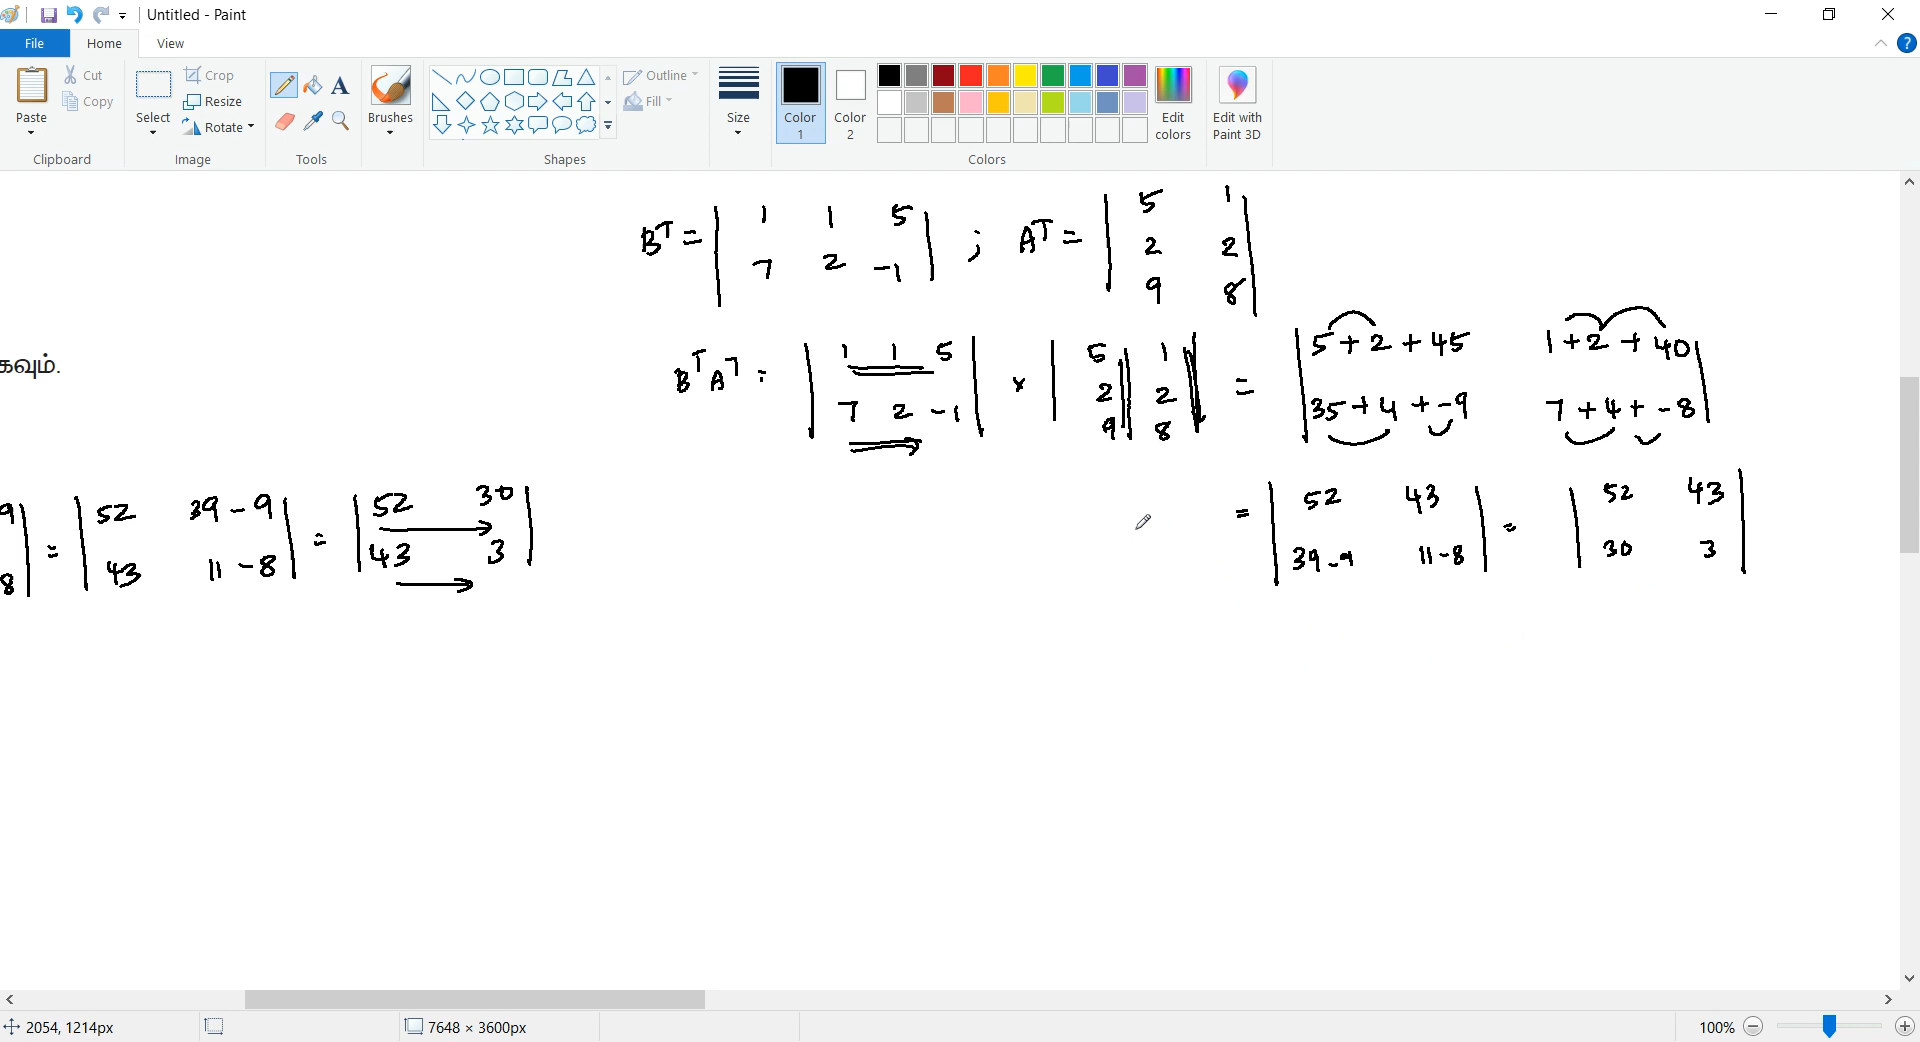 Untitled - Paint
File Home View
Paste Cut Copy Clipboard
Select Crop Resize Rotate Image
Tools
Brushes
Shapes
Outline Fill
Size
Color 1 Color 2
Colors
Edit colors
Edit with Paint 3D
B^T = | 1 1 5 | ; A^T = | 5 1 |
| 7 2 -1 | | 2 2 |
| 9 8 |
கவும்.
B^T A^T : | 1 1 5 | × | 5 1 | = | 5+2+45 1+2+40 |
| 7 2 -1 | | 2 2 | | 35+4+-9 7+4+-8 |
| 9 8 |
9 | = | 52 39-9 | = | 52 30 |
8 | | 43 11-8 | | 43 3 |
= | 52 43 | = | 52 43 |
| 39-9 11-8 | | 30 3 |
2054, 1214px
7648 × 3600px
100%